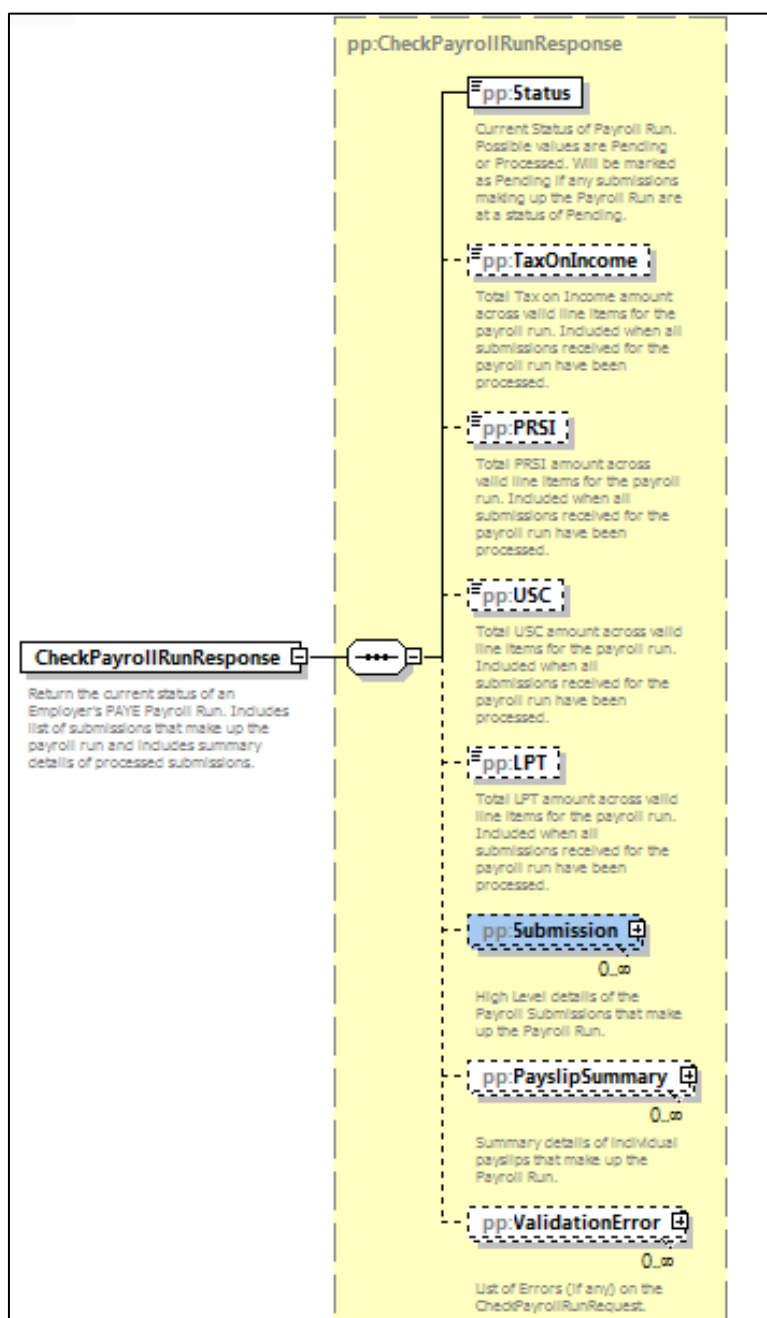 pp:CheckPayrollRunResponse
pp:Status
Current Status of Payroll Run.
Possible values are Pending
or Processed. Will be marked
as Pending if any submissions
making up the Payroll Run are
at a status of Pending.
pp:TaxOnIncome
Total Tax on Income amount
across valid line items for the
payroll run. Included when all
submissions received for the
payroll run have been
processed.
pp:PRSI
Total PRSI amount across
valid line items for the payroll
run. Included when all
submissions received for the
payroll run have been
processed.
pp:USC
Total USC amount across valid
line items for the payroll run.
Included when all
submissions received for the
payroll run have been
processed.
CheckPayrollRunResponse
Return the current status of an
Employer's PAYE Payroll Run. Includes
list of submissions that make up the
payroll run and includes summary
details of processed submissions.
pp:LPT
Total LPT amount across valid
line items for the payroll run.
Included when all
submissions received for the
payroll run have been
processed.
pp:Submission
0..∞
High Level details of the
Payroll Submissions that make
up the Payroll Run.
pp:PayslipSummary
0..∞
Summary details of individual
payslips that make up the
Payroll Run.
pp:ValidationError
0..∞
List of Errors (if any) on the
CheckPayrollRunRequest.